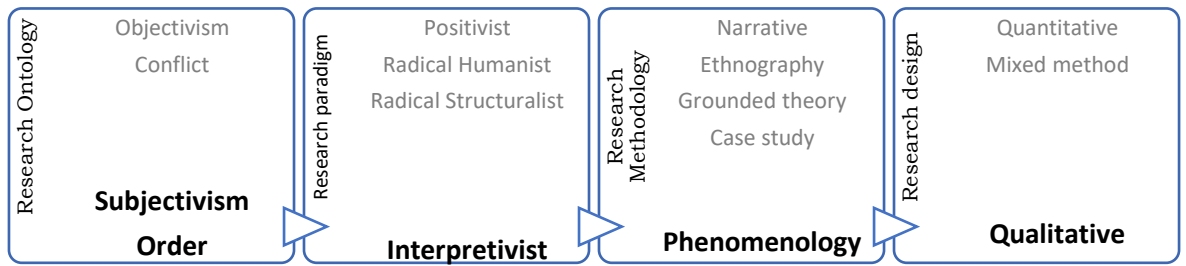 Research Ontology
Objectivism
Conflict
Subjectivism
Order
Research paradigm
Positivist
Radical Humanist
Radical Structuralist
Interpretivist
Research
Methodology
Narrative
Ethnography
Grounded theory
Case study
Phenomenology
Research design
Quantitative
Mixed method
Qualitative